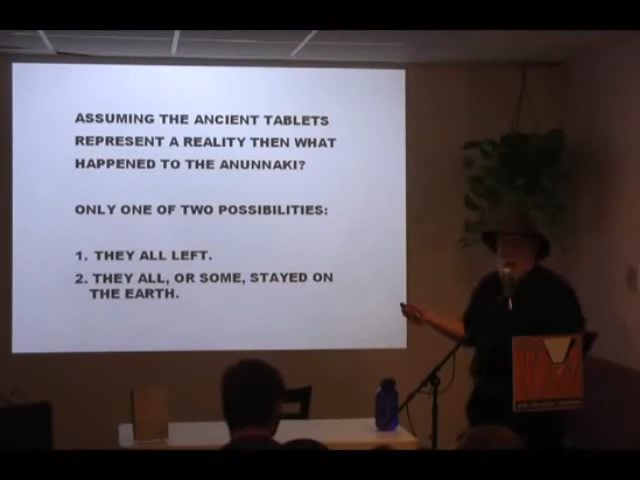 ASSUMING THE ANCIENT TABLETS
REPRESENT A REALITY THEN WHAT
HAPPENED TO THE ANUNNAKI?
ONLY ONE OF TWO POSSIBILITIES:
1. THEY ALL LEFT.
2. THEY ALL, OR SOME, STAYED ON
THE EARTH.